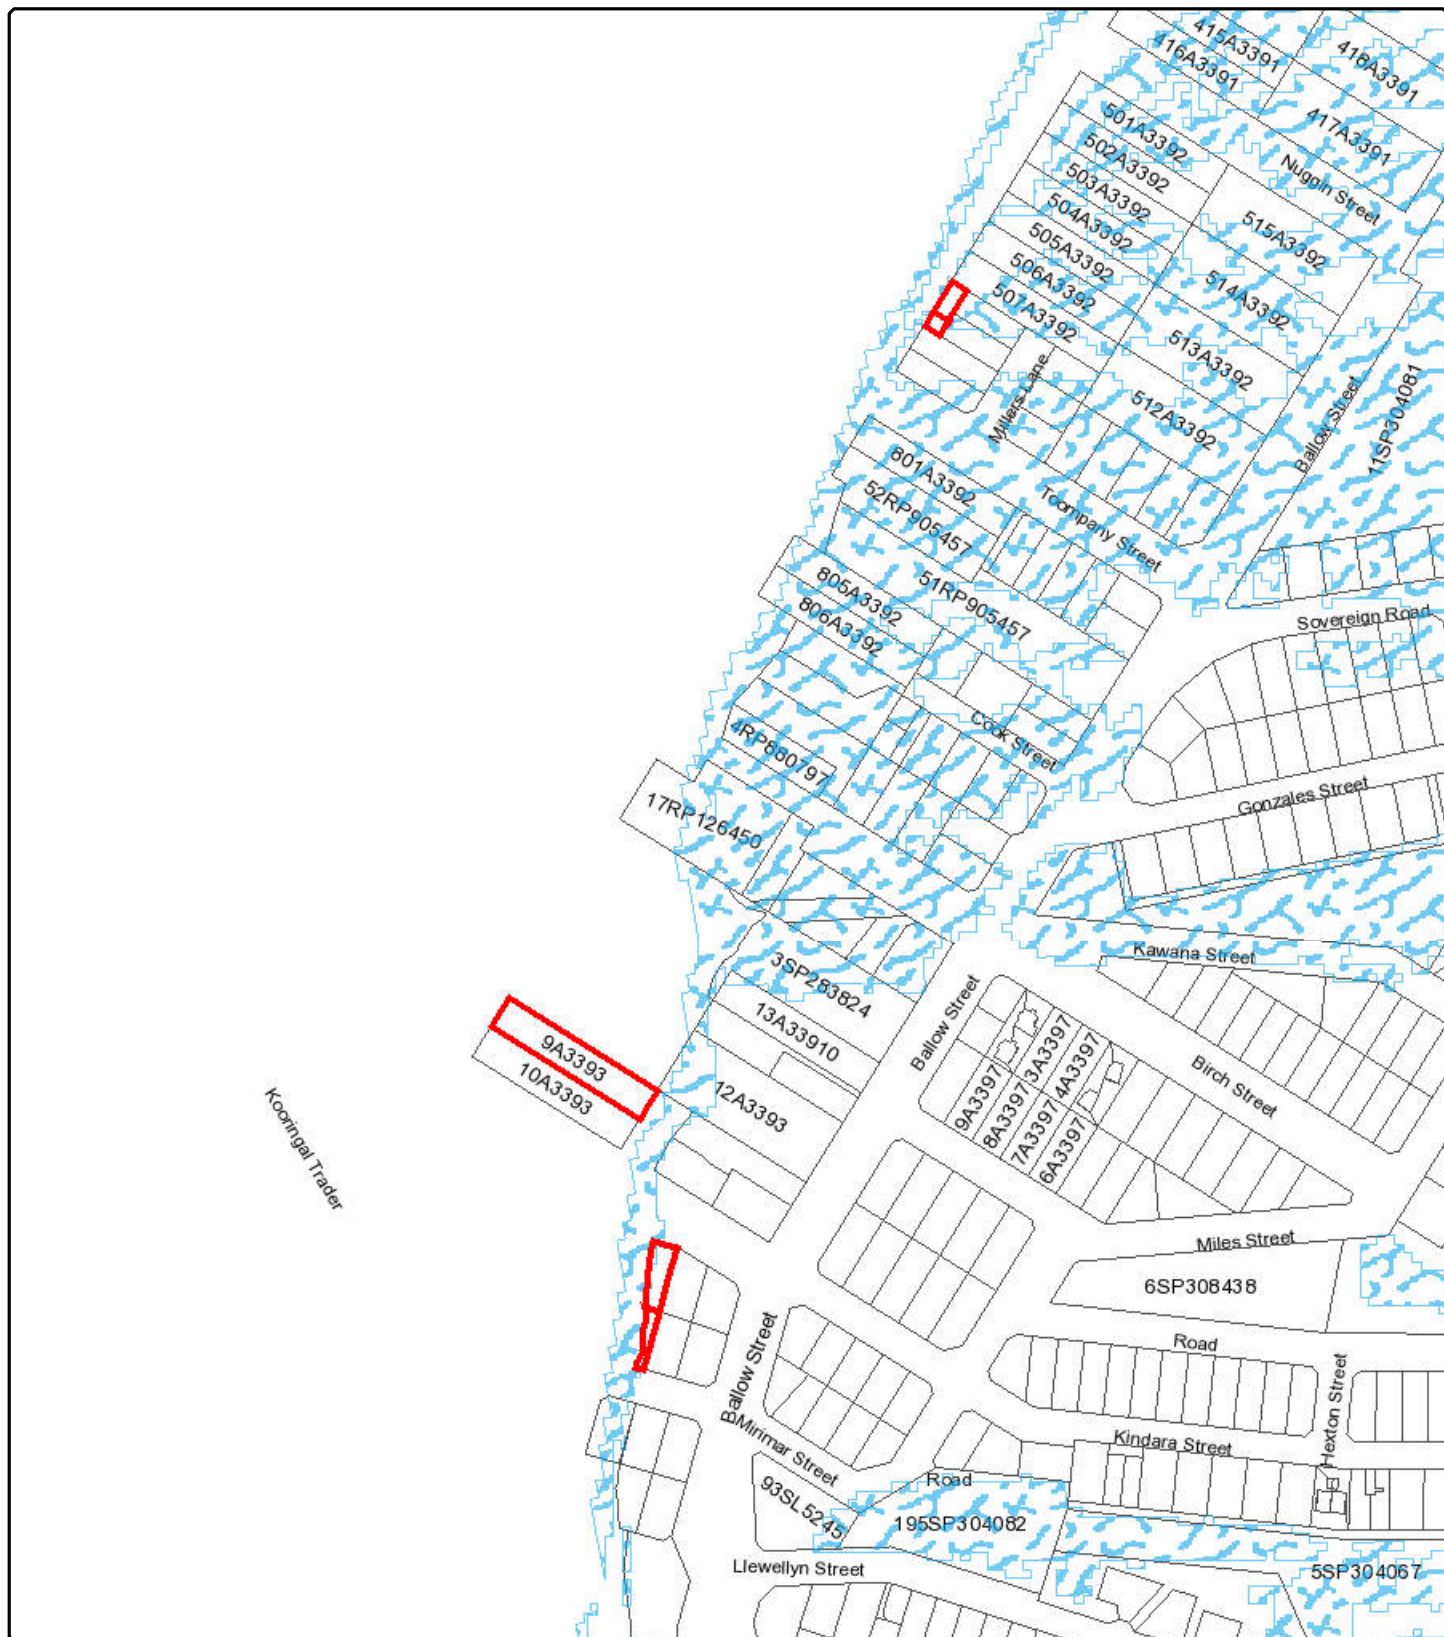 415A3391
416A3391
418A3391
417A3391
Nuggin Street
501A3392
502A3392
503A3392
504A3392
505A3392
506A3392
507A3392
515A3392
514A3392
513A3392
512A3392
Millers Lane
Ballow Street
11SP304081
801A3392
52RP905457
Toompany Street
51RP905457
805A3392
806A3392
Sovereign Road
Cook Street
4RP880797
17RP126450
Gonzales Street
Kawana Street
3SP283824
13A33910
Ballow Street
9A3393
10A3393
12A3393
9A3397
3A3397
8A3397
4A3397
7A3397
6A3397
Birch Street
Kooringal Trader
Miles Street
6SP308438
Road
Ballow Street
Hexton Street
Mirimar Street
Kindara Street
Road
93SL5245
195SP304082
Llewellyn Street
5SP304067